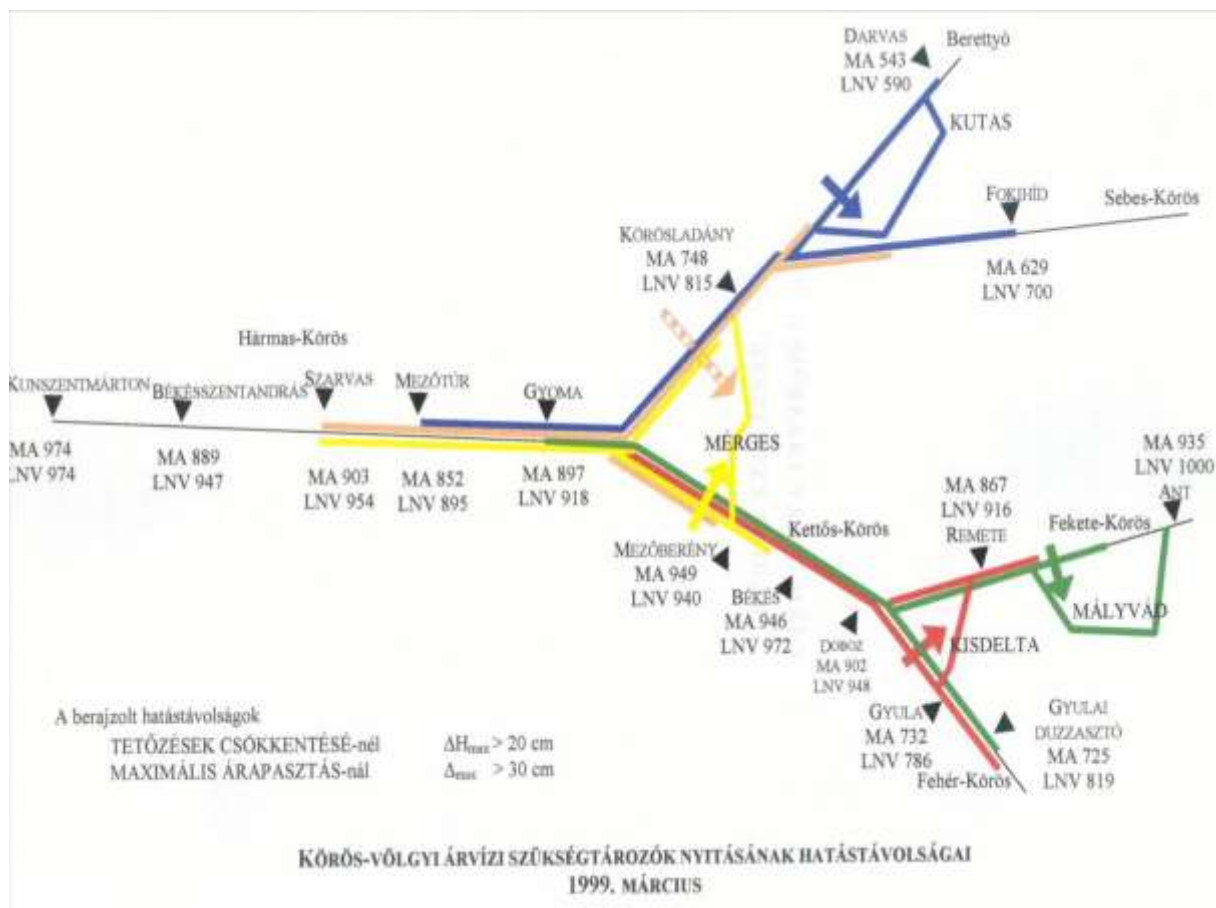 DARVAS
MA 543
LNV 590
Berettyó
KUTAS
FOKIHÍD
Sebes-Körös
MA 629
LNV 700
KÖRÖSLADÁNY
MA 748
LNV 815
Hármas-Körös
KUNSZENTMÁRTON
BÉKÉSSZENTANDRÁS
SZARVAS
MEZŐTÚR
GYOMA
MA 974
LNV 974
MA 889
LNV 947
MA 903
LNV 954
MA 852
LNV 895
MA 897
LNV 918
MÉRGES
MA 935
LNV 1000
ANT
MA 867
LNV 916
REMETE
Fekete-Körös
Kettős-Körös
MEZŐBERÉNY
MA 949
LNV 940
BÉKÉS
MA 946
LNV 972
DOBOZ
MA 902
LNV 948
MÁLYVÁD
KISDELTA
GYULA
MA 732
LNV 786
Fehér-Körös
GYULAI
DUZZASZTÓ
MA 725
LNV 819
A berajzolt hatástávolságok
TETŐZÉSEK CSÖKKENTÉSÉ-nél ΔHmax > 20 cm
MAXIMÁLIS ÁRAPASZTÁS-nál Δmax > 30 cm
KÖRÖS-VÖLGYI ÁRVÍZI SZÜKSÉGTÁROZÓK NYITÁSÁNAK HATÁSTÁVOLSÁGAI
1999. MÁRCIUS